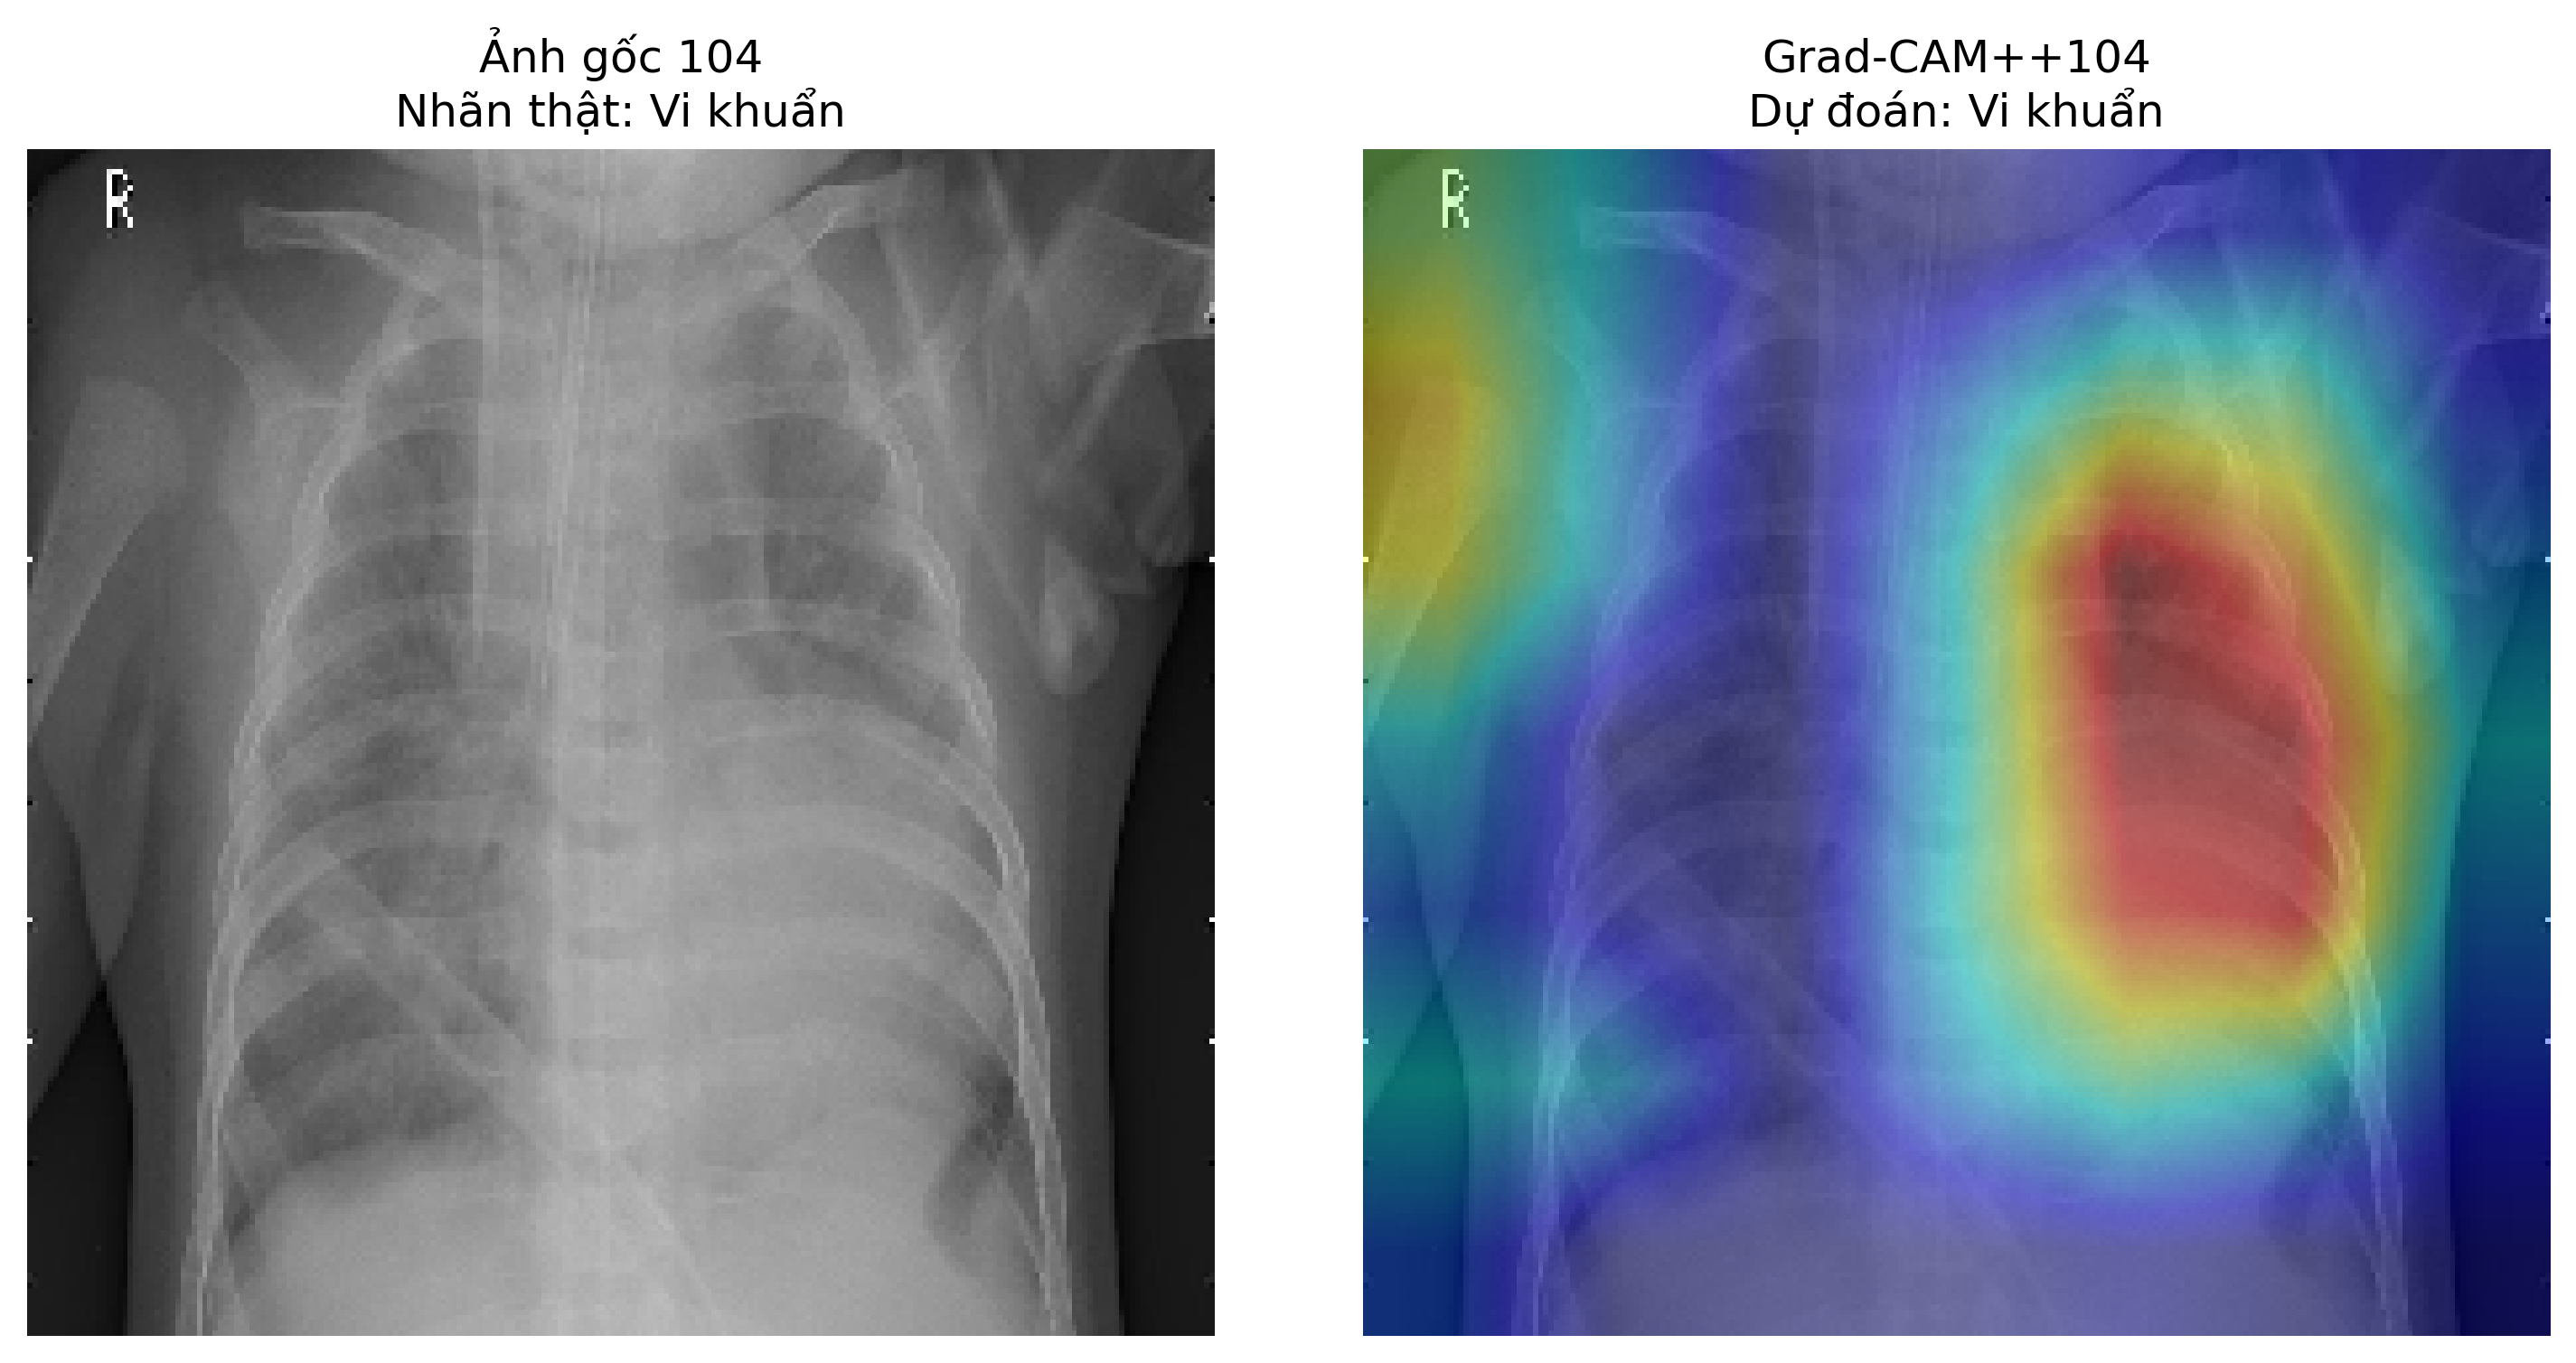 Ảnh gốc 104
Nhãn thật: Vi khuẩn
R
Grad-CAM++104
Dự đoán: Vi khuẩn
R